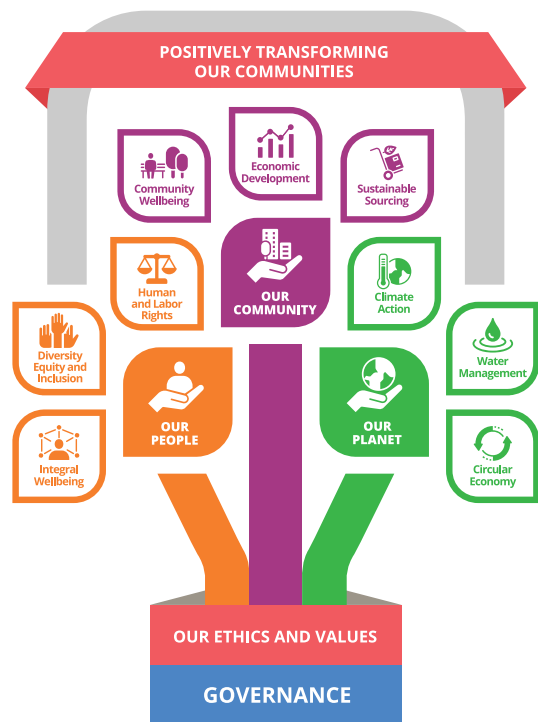 POSITIVELY TRANSFORMING
OUR COMMUNITIES
Economic
Development
Community
Wellbeing
Sustainable
Sourcing
OUR
COMMUNITY
Human
and Labor
Rights
Climate
Action
Diversity
Equity and
Inclusion
Water
Management
OUR
PEOPLE
OUR
PLANET
Integral
Wellbeing
Circular
Economy
OUR ETHICS AND VALUES
GOVERNANCE